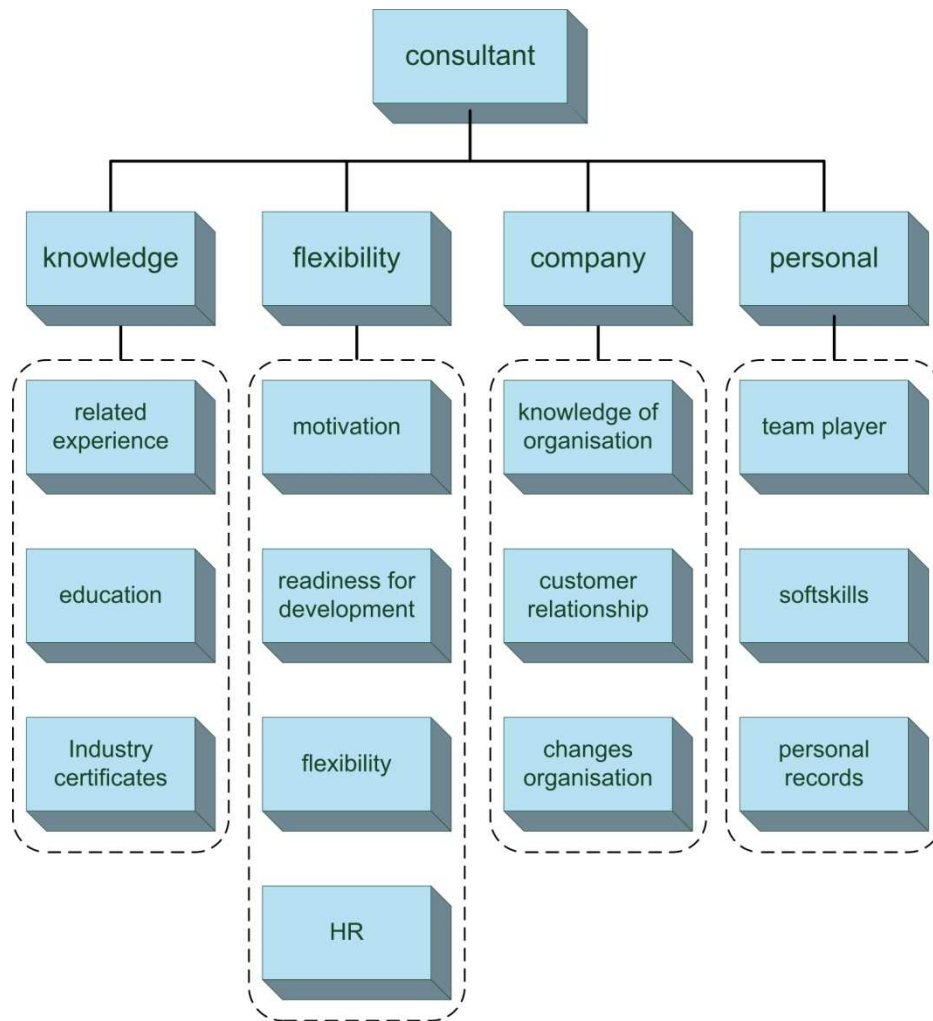 consultant
knowledge
flexibility
company
personal
related
experience
motivation
knowledge of
organisation
team player
education
readiness for
development
customer
relationship
softskills
Industry
certificates
flexibility
changes
organisation
personal
records
HR